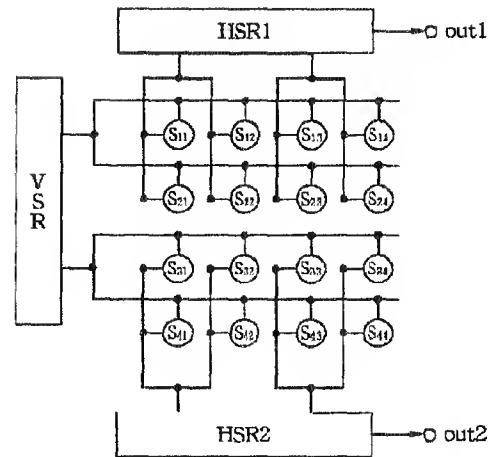 HSR1
out1
S11 S12 S13 S14
S21 S22 S23 S24
VSR
S31 S32 S33 S34
S41 S42 S43 S44
HSR2
out2